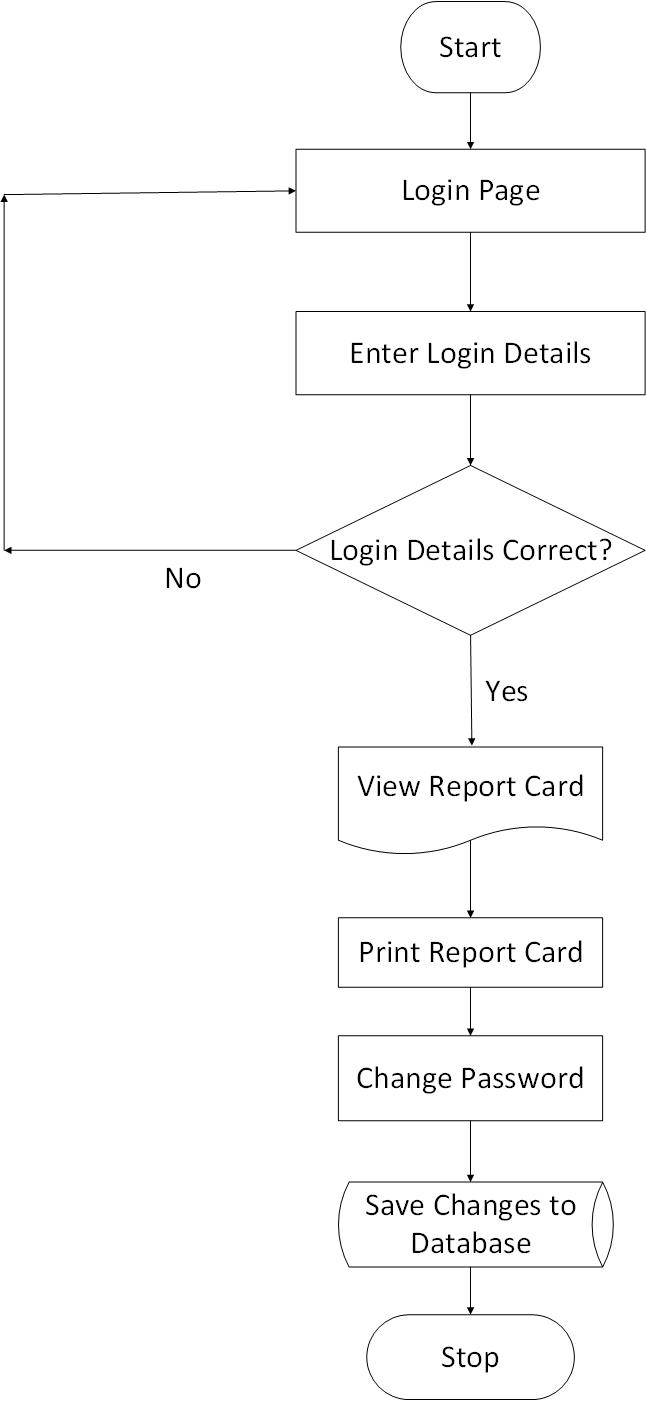 Start
Login Page
Enter Login Details
Login Details Correct?
No
Yes
View Report Card
Print Report Card
Change Password
Save Changes to
Database
Stop